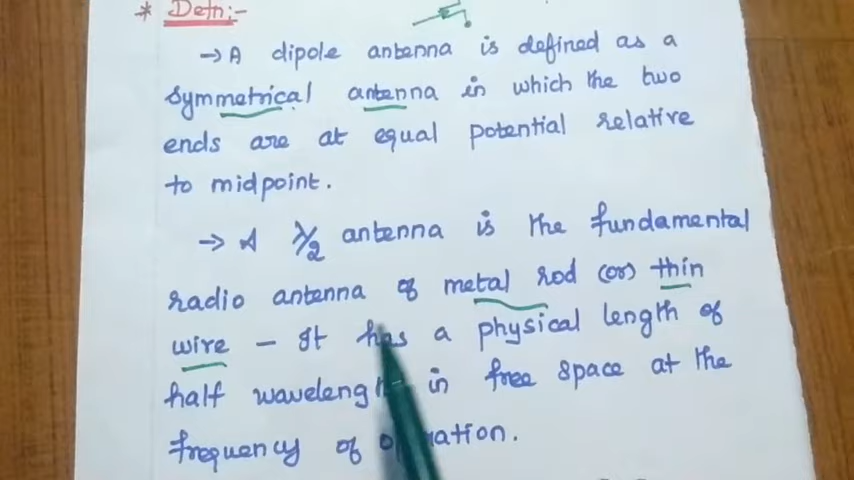 * Defn:-
→ A dipole antenna is defined as a
symmetrical antenna in which the two
ends are at equal potential relative
to midpoint.
→ A λ/2 antenna is the fundamental
radio antenna of metal rod (or) thin
wire - It has a physical length of
half wavelength in free space at the
frequency of operation.